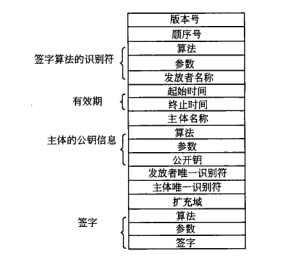 版本号
顺序号
签字算法的识别符
算法
参数
发放者名称
有效期
起始时间
终止时间
主体名称
主体的公钥信息
算法
参数
公开钥
发放者唯一识别符
主体唯一识别符
扩充域
签字
算法
参数
签字